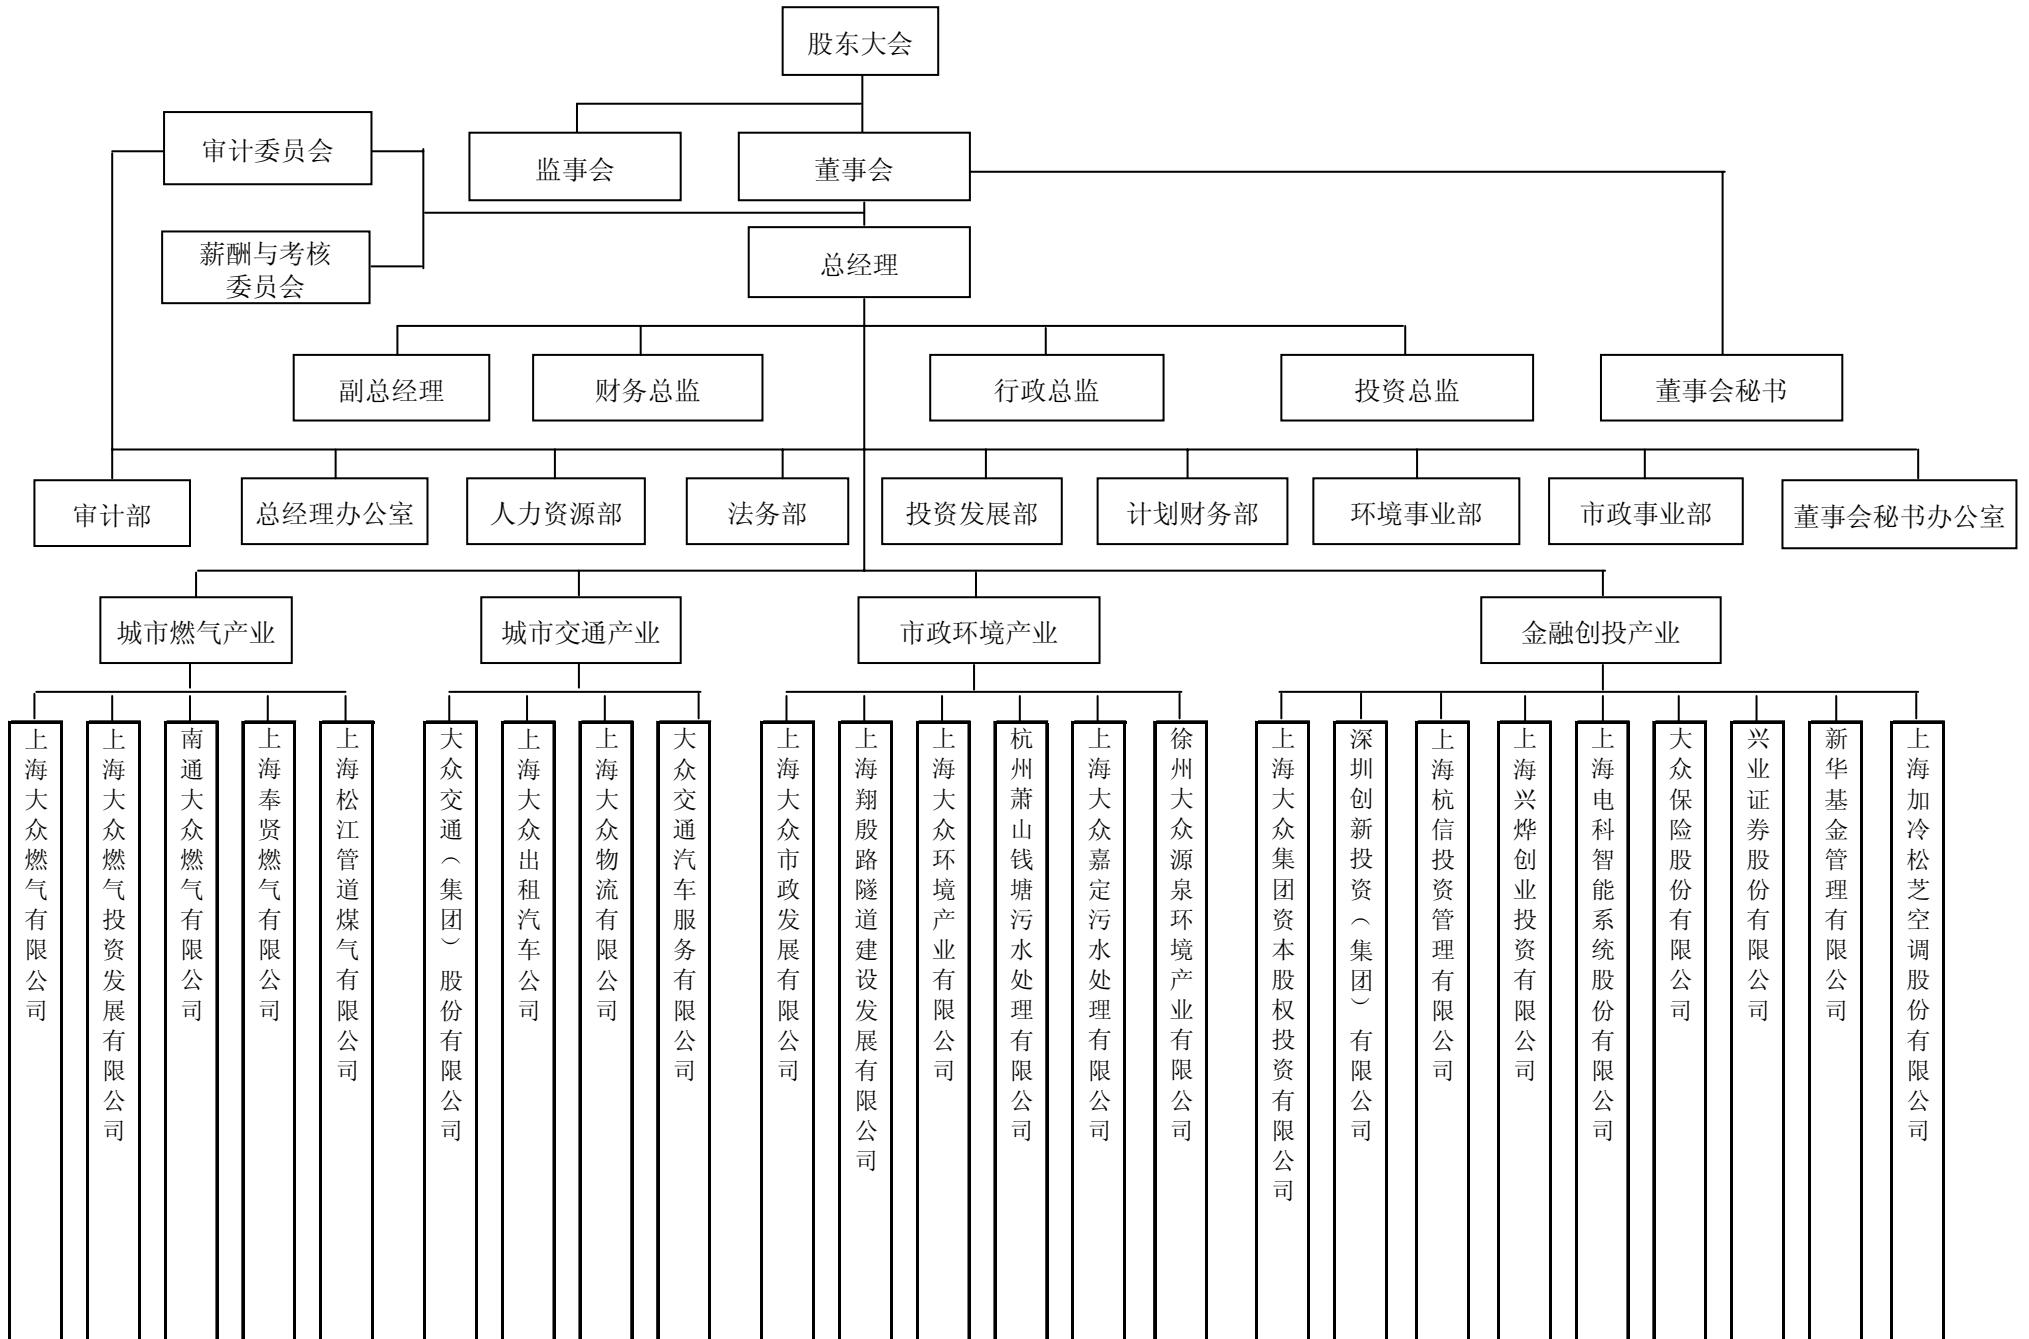 股东大会
审计委员会
监事会
董事会
薪酬与考核
委员会
总经理
副总经理
财务总监
行政总监
投资总监
董事会秘书
审计部
总经理办公室
人力资源部
法务部
投资发展部
计划财务部
环境事业部
市政事业部
董事会秘书办公室
城市燃气产业
城市交通产业
市政环境产业
金融创投产业
上海大众燃气有限公司
上海大众燃气投资发展有限公司
南通大众燃气有限公司
上海奉贤燃气有限公司
上海松江管道煤气有限公司
大众交通（集团）股份有限公司
上海大众出租汽车公司
上海大众物流有限公司
大众交通汽车服务有限公司
上海大众市政发展有限公司
上海翔殷路隧道建设发展有限公司
上海大众环境产业有限公司
杭州萧山钱塘污水处理有限公司
上海大众嘉定污水处理有限公司
徐州大众源泉环境产业有限公司
上海大众集团资本股权投资有限公司
深圳创新投资（集团）有限公司
上海杭信投资管理有限公司
上海兴烨创业投资有限公司
上海电科智能系统股份有限公司
大众保险股份有限公司
兴业证券股份有限公司
新华基金管理有限公司
上海加冷松芝空调股份有限公司